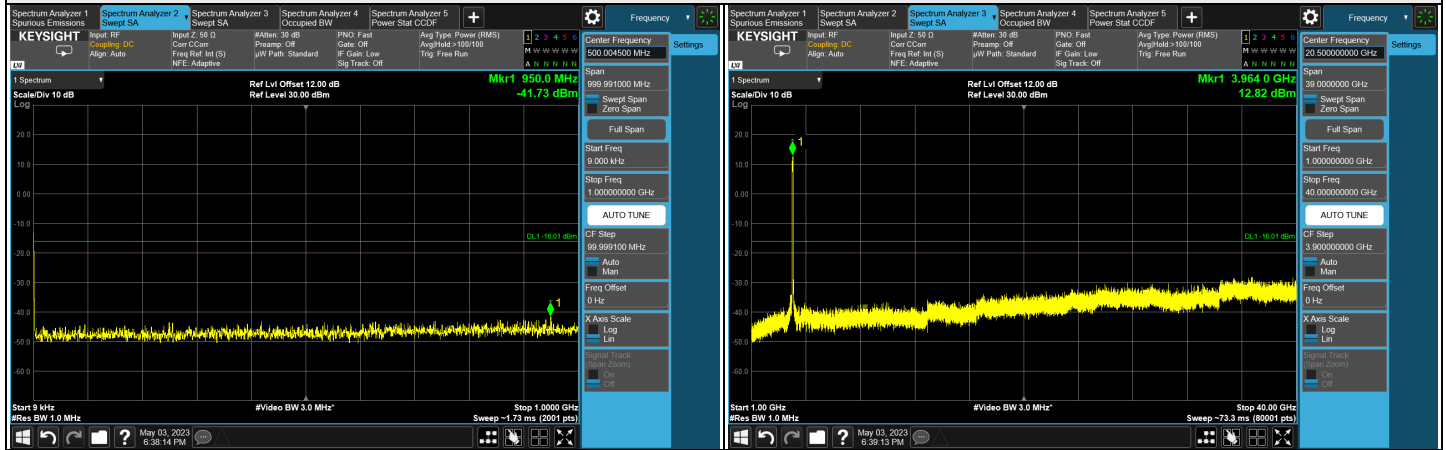 Spectrum Analyzer 1
Spurious Emissions
Spectrum Analyzer 2
Swept SA
Spectrum Analyzer 3
Swept SA
Spectrum Analyzer 4
Occupied BW
Spectrum Analyzer 5
Power Stat CCDF
+
KEYSIGHT
Input: RF
Coupling: DC
Align: Auto
Input Z: 50 Ω
Corr CCorr
Freq Ref: Int (S)
NFE: Adaptive
#Atten: 30 dB
Preamp: Off
µW Path: Standard
PNO: Fast
Gate: Off
IF Gain: Low
Sig Track: Off
Avg Type: Power (RMS)
Avg|Hold:>100/100
Trig: Free Run
1 2 3 4 5 6
M W W W W W
A N N N N N
LXI
1 Spectrum
Scale/Div 10 dB
Log
Ref Lvl Offset 12.00 dB
Ref Level 30.00 dBm
Mkr1 950.0 MHz
-41.73 dBm
20.0
10.0
0.00
-10.0
-20.0
-30.0
-40.0
-50.0
-60.0
DL1 -16.01 dBm
1
Start 9 kHz
#Res BW 1.0 MHz
#Video BW 3.0 MHz*
Stop 1.0000 GHz
Sweep ~1.73 ms (2001 pts)
May 03, 2023
6:38:14 PM
Frequency
Settings
Center Frequency
500.004500 MHz
Span
999.991000 MHz
Swept Span
Zero Span
Full Span
Start Freq
9.000 kHz
Stop Freq
1.000000000 GHz
AUTO TUNE
CF Step
99.999100 MHz
Auto
Man
Freq Offset
0 Hz
X Axis Scale
Log
Lin
Signal Track
(Span Zoom)
On
Off
Spectrum Analyzer 1
Spurious Emissions
Spectrum Analyzer 2
Swept SA
Spectrum Analyzer 3
Swept SA
Spectrum Analyzer 4
Occupied BW
Spectrum Analyzer 5
Power Stat CCDF
+
KEYSIGHT
Input: RF
Coupling: DC
Align: Auto
Input Z: 50 Ω
Corr CCorr
Freq Ref: Int (S)
NFE: Adaptive
#Atten: 30 dB
Preamp: Off
µW Path: Standard
PNO: Fast
Gate: Off
IF Gain: Low
Sig Track: Off
Avg Type: Power (RMS)
Avg|Hold:>100/100
Trig: Free Run
1 2 3 4 5 6
M W W W W W
A N N N N N
LXI
1 Spectrum
Scale/Div 10 dB
Log
Ref Lvl Offset 12.00 dB
Ref Level 30.00 dBm
Mkr1 3.964 0 GHz
12.82 dBm
20.0
10.0
0.00
-10.0
-20.0
-30.0
-40.0
-50.0
-60.0
DL1 -16.01 dBm
1
Start 1.00 GHz
#Res BW 1.0 MHz
#Video BW 3.0 MHz*
Stop 40.00 GHz
Sweep ~73.3 ms (80001 pts)
May 03, 2023
6:39:13 PM
Frequency
Settings
Center Frequency
20.500000000 GHz
Span
39.0000000 GHz
Swept Span
Zero Span
Full Span
Start Freq
1.000000000 GHz
Stop Freq
40.000000000 GHz
AUTO TUNE
CF Step
3.900000000 GHz
Auto
Man
Freq Offset
0 Hz
X Axis Scale
Log
Lin
Signal Track
(Span Zoom)
On
Off